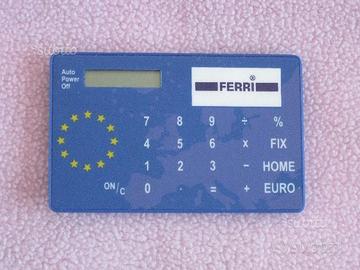 Auto
Power
Off
FERRI®
7 8 9 ÷ %
4 5 6 x FIX
1 2 3 - HOME
ON/C 0 · = + EURO